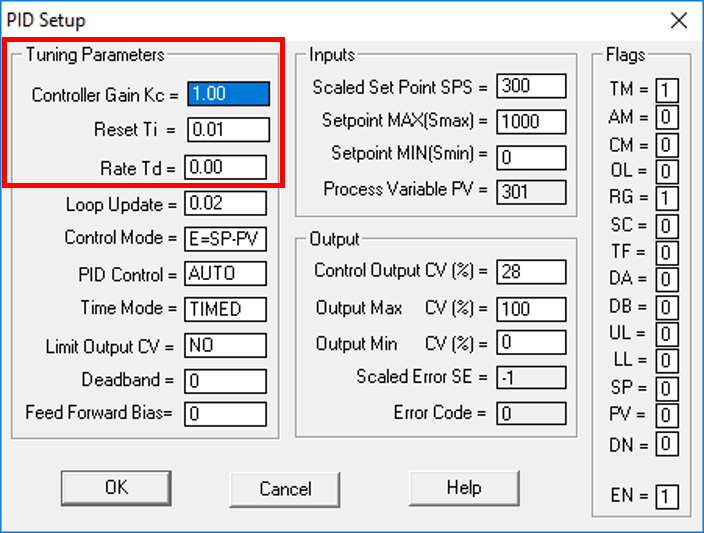 PID Setup
Tuning Parameters
Controller Gain Kc = 1.00
Reset Ti = 0.01
Rate Td = 0.00
Loop Update = 0.02
Control Mode = E=SP-PV
PID Control = AUTO
Time Mode = TIMED
Limit Output CV = NO
Deadband = 0
Feed Forward Bias= 0
Inputs
Scaled Set Point SPS = 300
Setpoint MAX(Smax) = 1000
Setpoint MIN(Smin) = 0
Process Variable PV = 301
Output
Control Output CV (%) = 28
Output Max CV (%) = 100
Output Min CV (%) = 0
Scaled Error SE = -1
Error Code = 0
Flags
TM = 1
AM = 0
CM = 0
OL = 0
RG = 1
SC = 0
TF = 0
DA = 0
DB = 0
UL = 0
LL = 0
SP = 0
PV = 0
DN = 0
EN = 1
OK
Cancel
Help